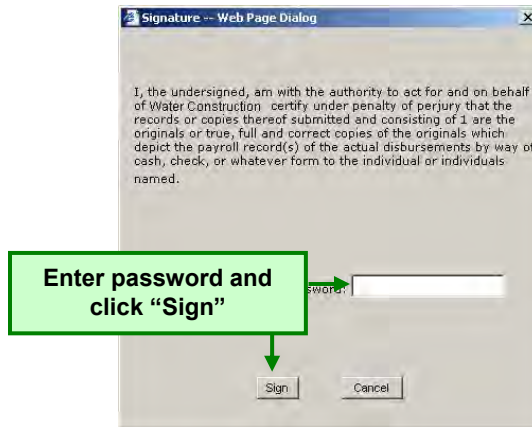 Signature -- Web Page Dialog
I, the undersigned, am with the authority to act for and on behalf
of Water Construction certify under penalty of perjury that the
records or copies thereof submitted and consisting of 1 are the
originals or true, full and correct copies of the originals which
depict the payroll record(s) of the actual disbursements by way of
cash, check, or whatever form to the individual or individuals
named.
Enter password and
click “Sign”
sword:
Sign Cancel